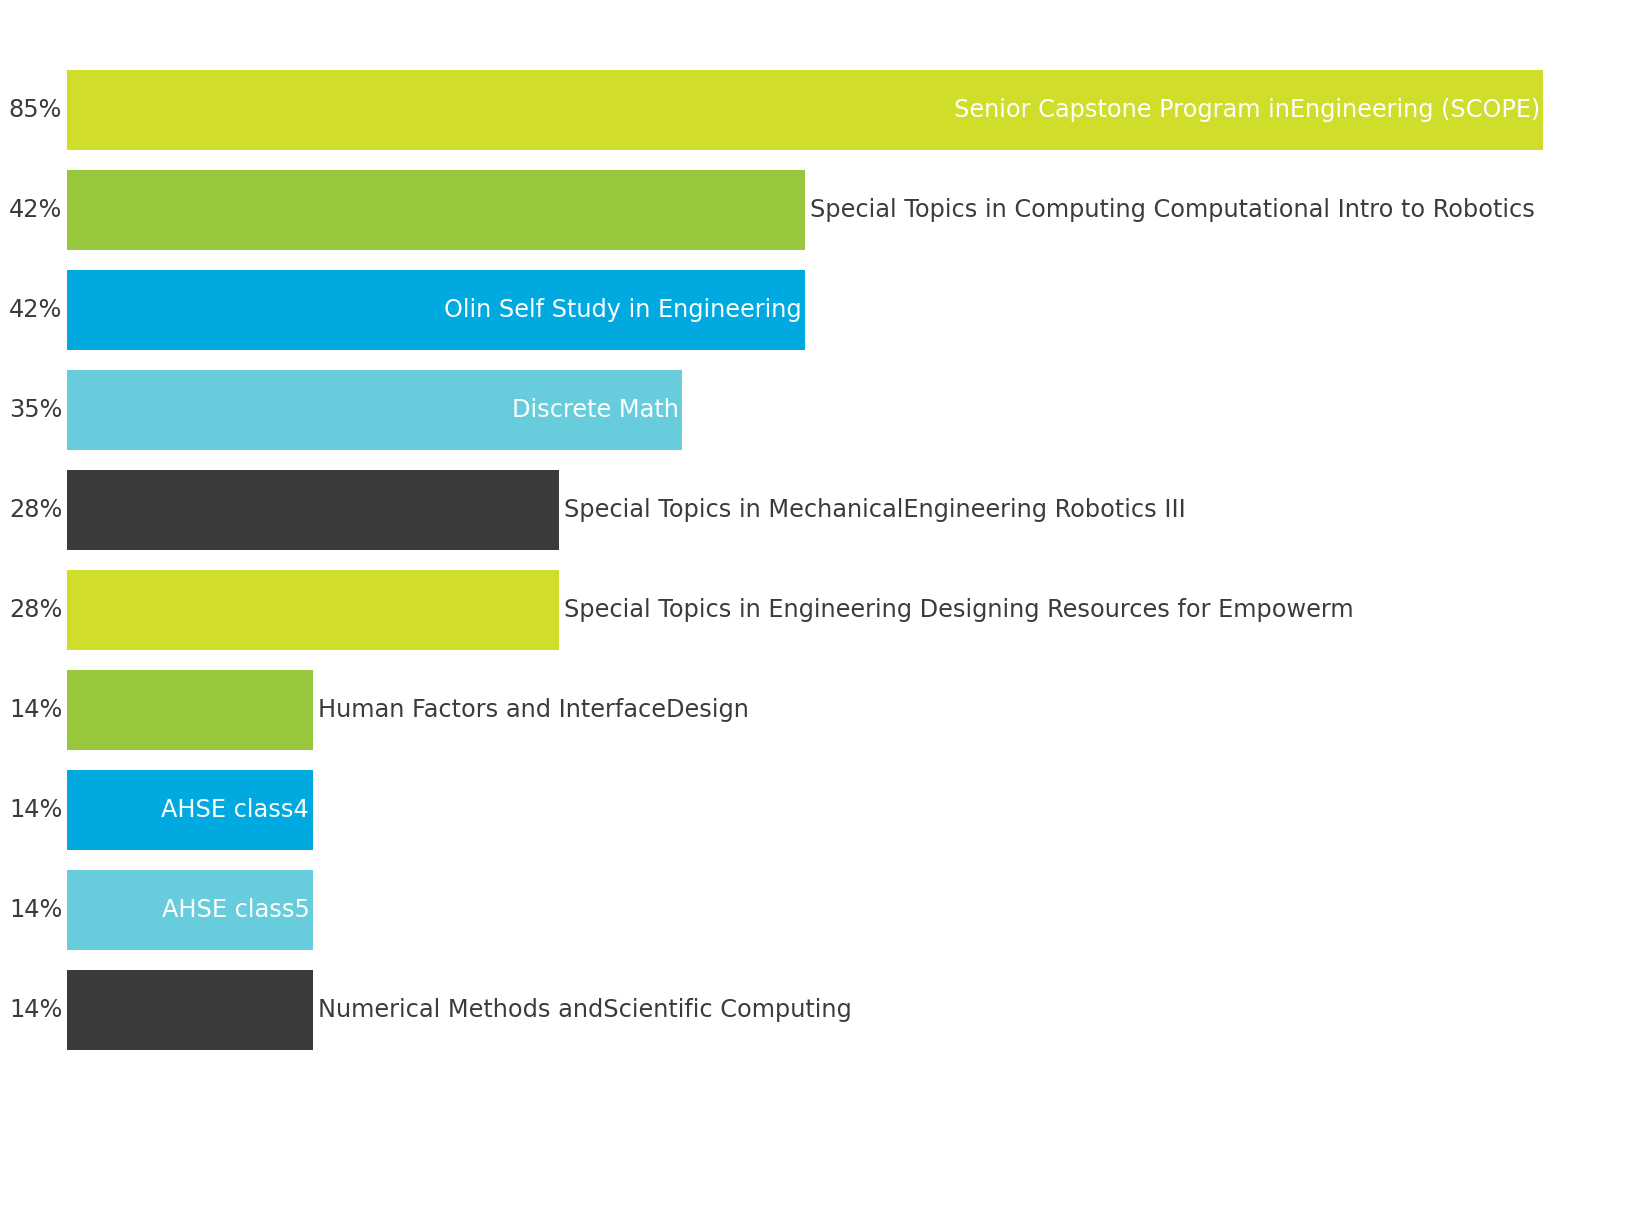 85% Senior Capstone Program inEngineering (SCOPE)
42% Special Topics in Computing Computational Intro to Robotics
42% Olin Self Study in Engineering
35% Discrete Math
28% Special Topics in MechanicalEngineering Robotics III
28% Special Topics in Engineering Designing Resources for Empowerm
14% Human Factors and InterfaceDesign
14% AHSE class4
14% AHSE class5
14% Numerical Methods andScientific Computing